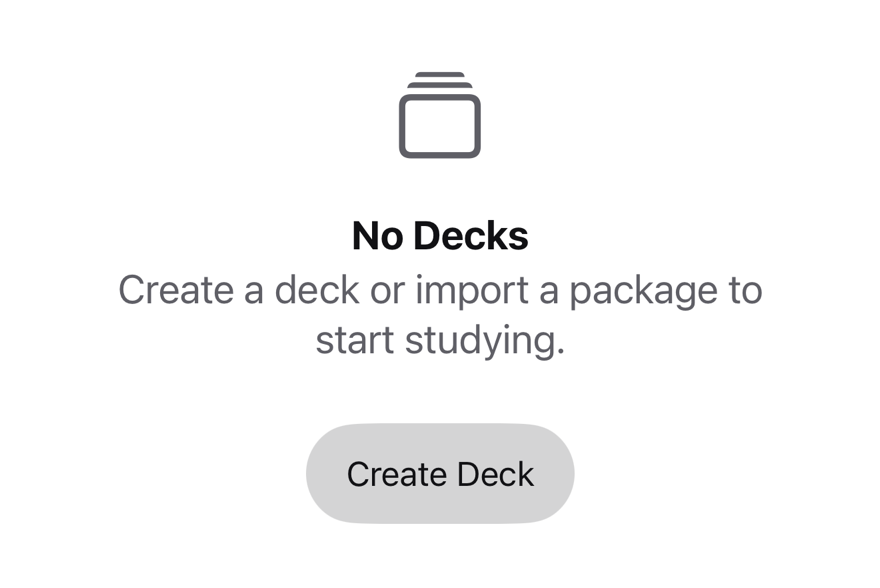 No Decks
Create a deck or import a package to
start studying.
Create Deck